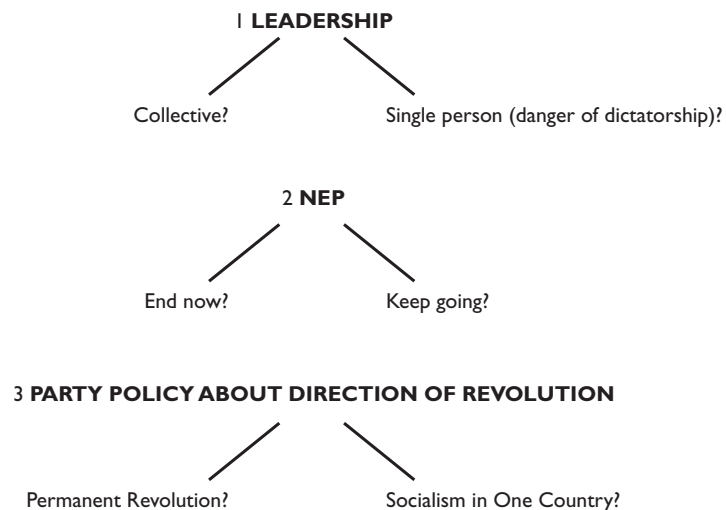 1 LEADERSHIP
Collective? Single person (danger of dictatorship)?
2 NEP
End now? Keep going?
3 PARTY POLICY ABOUT DIRECTION OF REVOLUTION
Permanent Revolution? Socialism in One Country?